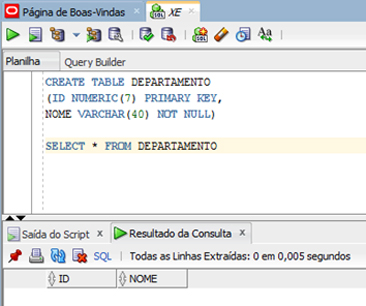 Página de Boas-Vindas XE
Planilha Query Builder
CREATE TABLE DEPARTAMENTO
(ID NUMERIC(7) PRIMARY KEY,
NOME VARCHAR(40) NOT NULL)
SELECT * FROM DEPARTAMENTO
Saída do Script x Resultado da Consulta x
SQL | Todas as Linhas Extraídas: 0 em 0,005 segundos
ID NOME